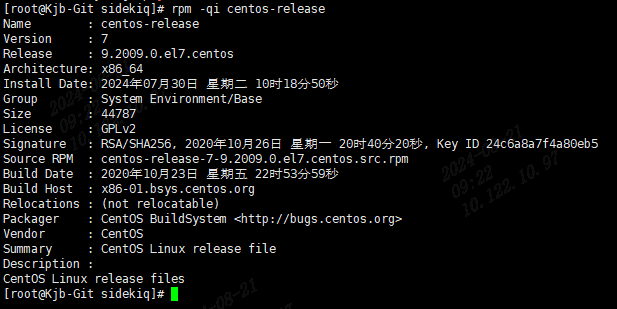 [root@Kjb-Git sidekiq]# rpm -qi centos-release
Name        : centos-release
Version     : 7
Release     : 9.2009.0.el7.centos
Architecture: x86_64
Install Date: 2024年07月30日 星期二 10时18分50秒
Group       : System Environment/Base
Size        : 44787
License     : GPLv2
Signature   : RSA/SHA256, 2020年10月26日 星期一 20时40分20秒, Key ID 24c6a8a7f4a80eb5
Source RPM  : centos-release-7-9.2009.0.el7.centos.src.rpm
Build Date  : 2020年10月23日 星期五 22时53分59秒
Build Host  : x86-01.bsys.centos.org
Relocations : (not relocatable)
Packager    : CentOS BuildSystem <http://bugs.centos.org>
Vendor      : CentOS
Summary     : CentOS Linux release file
Description :
CentOS Linux release files
[root@Kjb-Git sidekiq]#
09:22
10.122.10.97